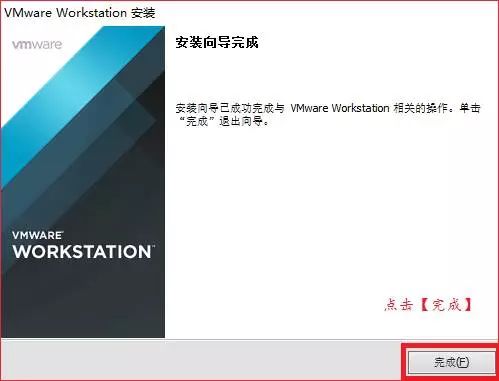 VMware Workstation 安装
vmware
安装向导完成
安装向导已成功完成与 VMware Workstation 相关的操作。单击
“完成”退出向导。
VMWARE
WORKSTATION™
点击【完成】
完成(F)